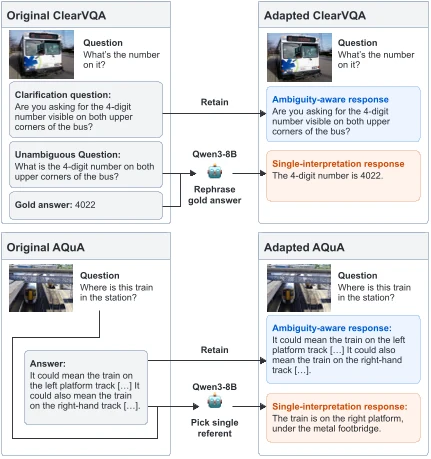 Original ClearVQA
Question
What's the number
on it?
Clarification question:
Are you asking for the 4-digit
number visible on both upper
corners of the bus?
Unambiguous Question:
What is the 4-digit number on both
upper corners of the bus?
Gold answer: 4022
Retain
Qwen3-8B
Rephrase
gold answer
Adapted ClearVQA
Question
What's the number
on it?
Ambiguity-aware response
Are you asking for the 4-digit
number visible on both upper
corners of the bus?
Single-interpretation response
The 4-digit number is 4022.
Original AQuA
Question
Where is this train
in the station?
Answer:
It could mean the train on
the left platform track [...] It
could also mean the train
on the right-hand track [...].
Retain
Qwen3-8B
Pick single
referent
Adapted AQuA
Question
Where is this train
in the station?
Ambiguity-aware response:
It could mean the train on the left
platform track [...] It could also
mean the train on the right-hand
track [...].
Single-interpretation response:
The train is on the right platform,
under the metal footbridge.